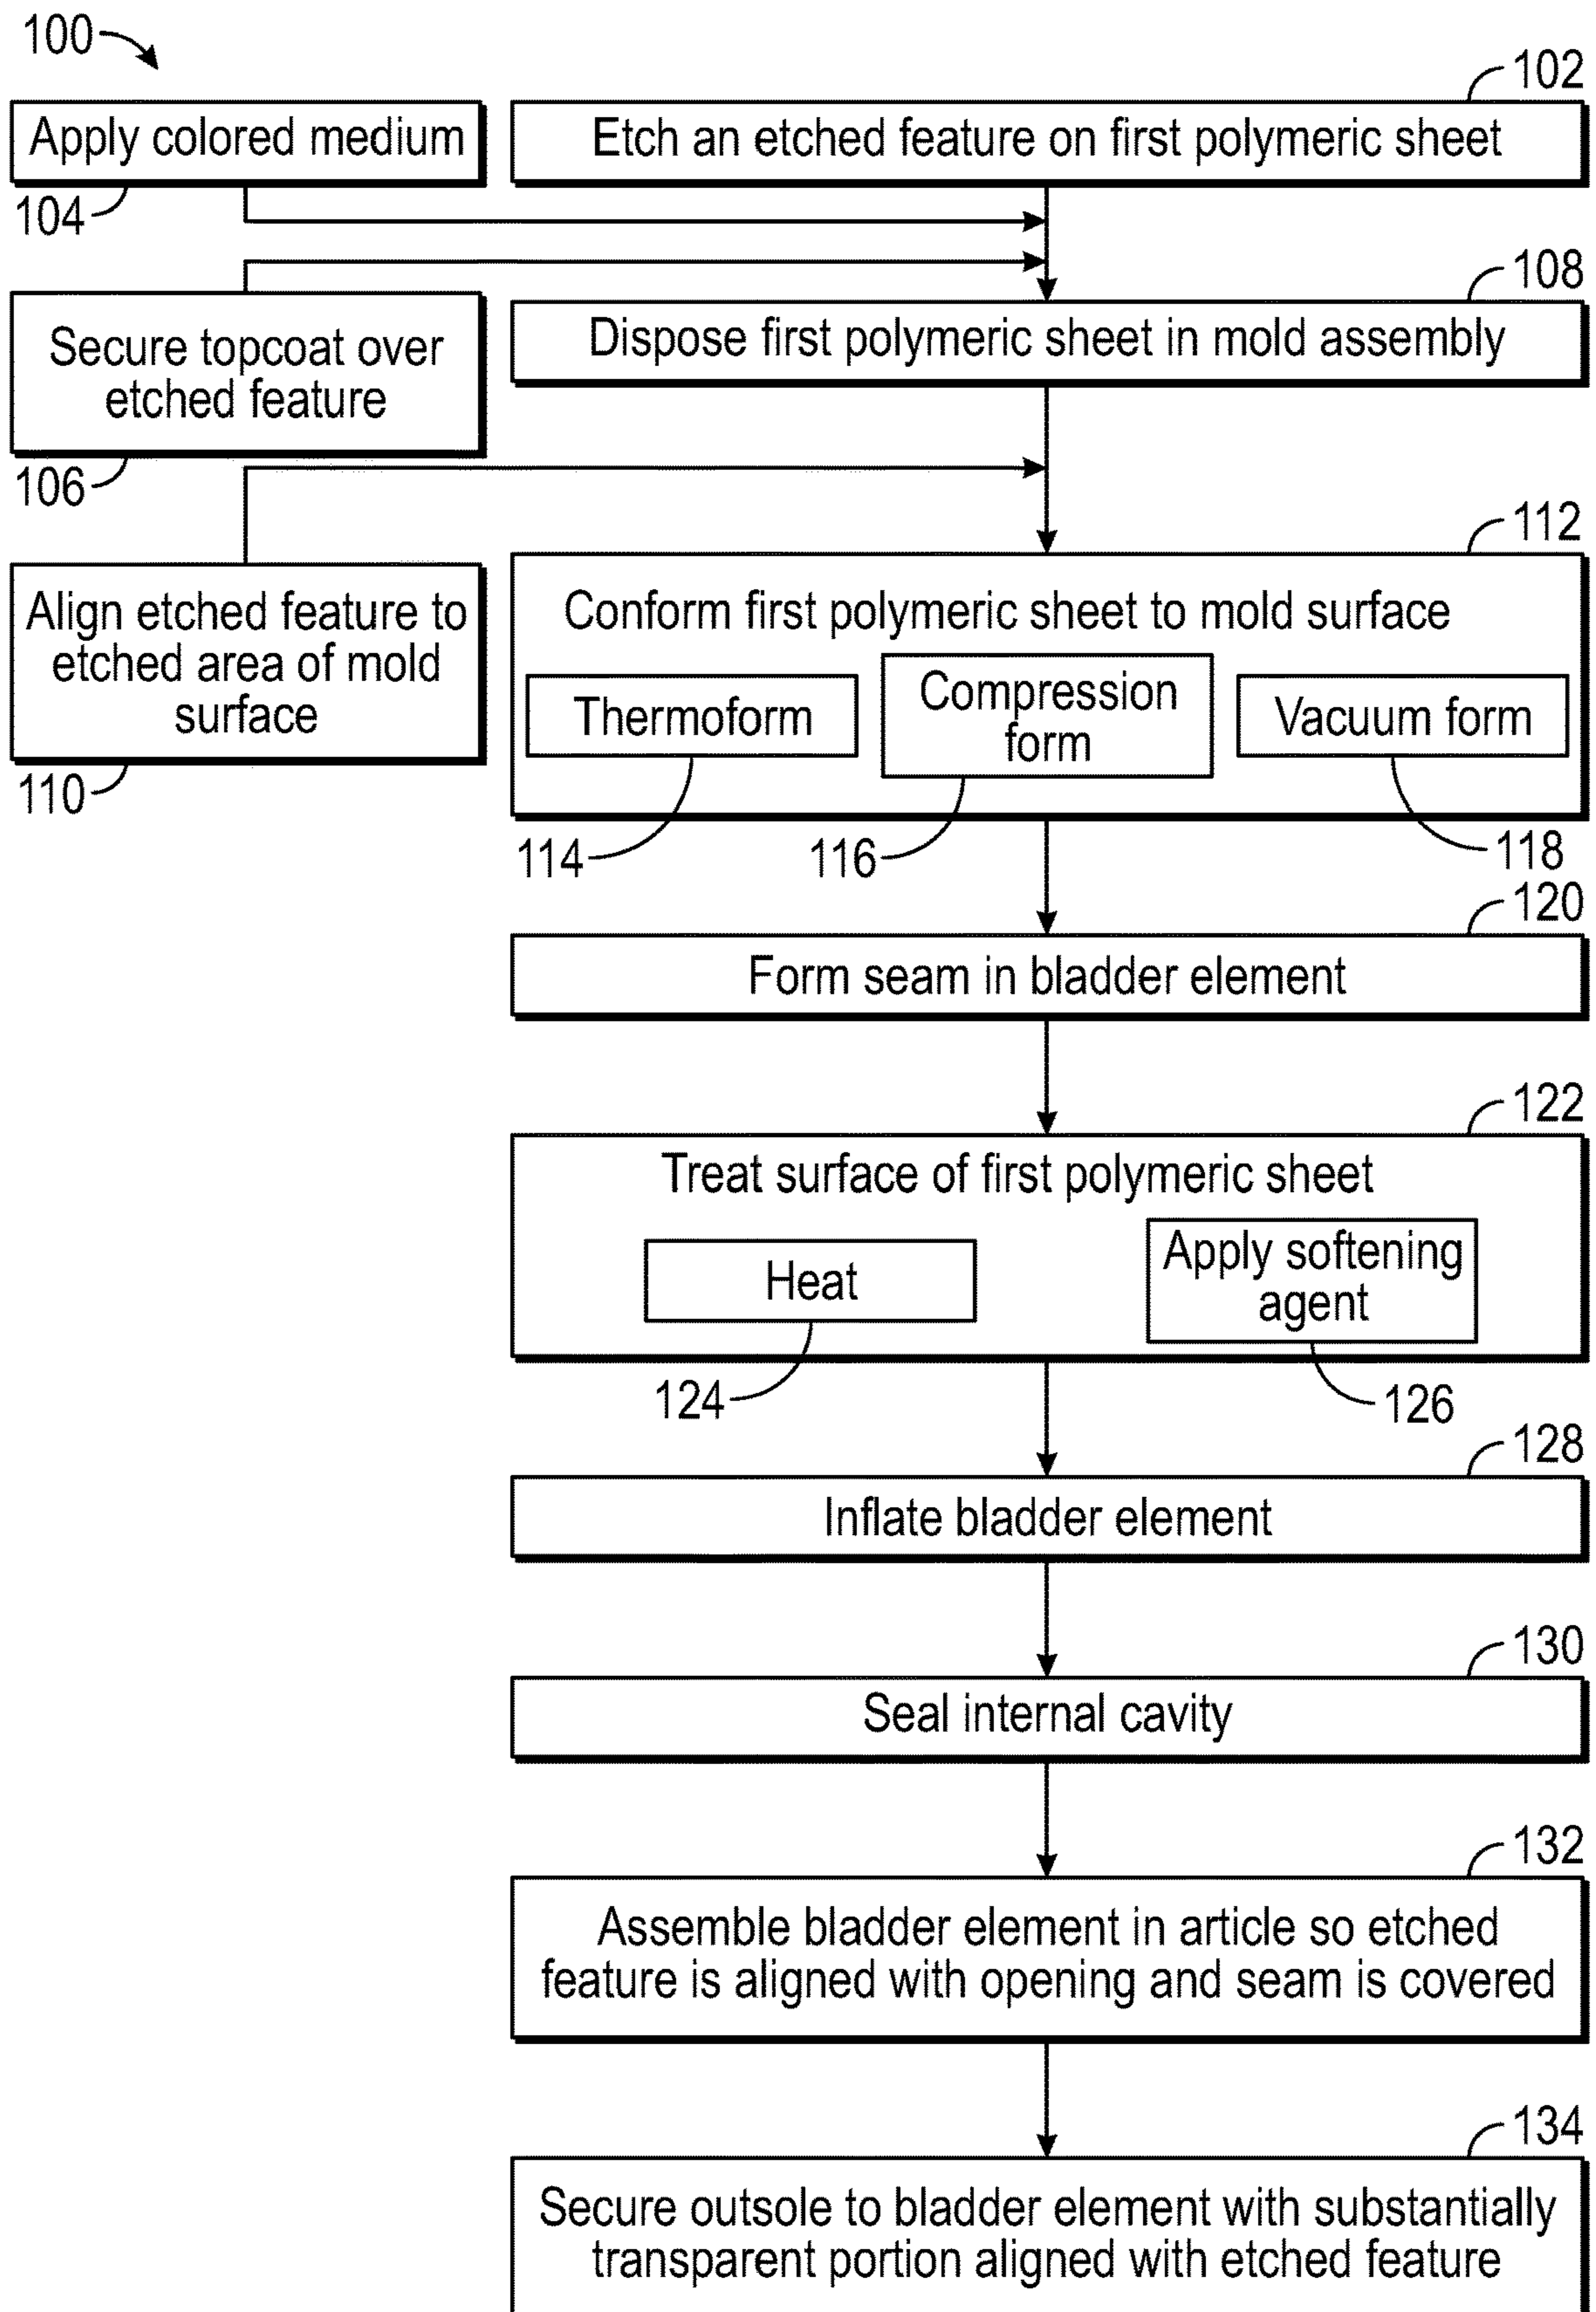 100
102
Apply colored medium
Etch an etched feature on first polymeric sheet
104
108
Secure topcoat over
etched feature
Dispose first polymeric sheet in mold assembly
106
112
Align etched feature to
etched area of mold
surface
110
Conform first polymeric sheet to mold surface
Thermoform
Compression
form
Vacuum form
114
116
118
120
Form seam in bladder element
122
Treat surface of first polymeric sheet
Heat
Apply softening
agent
124
126
128
Inflate bladder element
130
Seal internal cavity
132
Assemble bladder element in article so etched
feature is aligned with opening and seam is covered
134
Secure outsole to bladder element with substantially
transparent portion aligned with etched feature